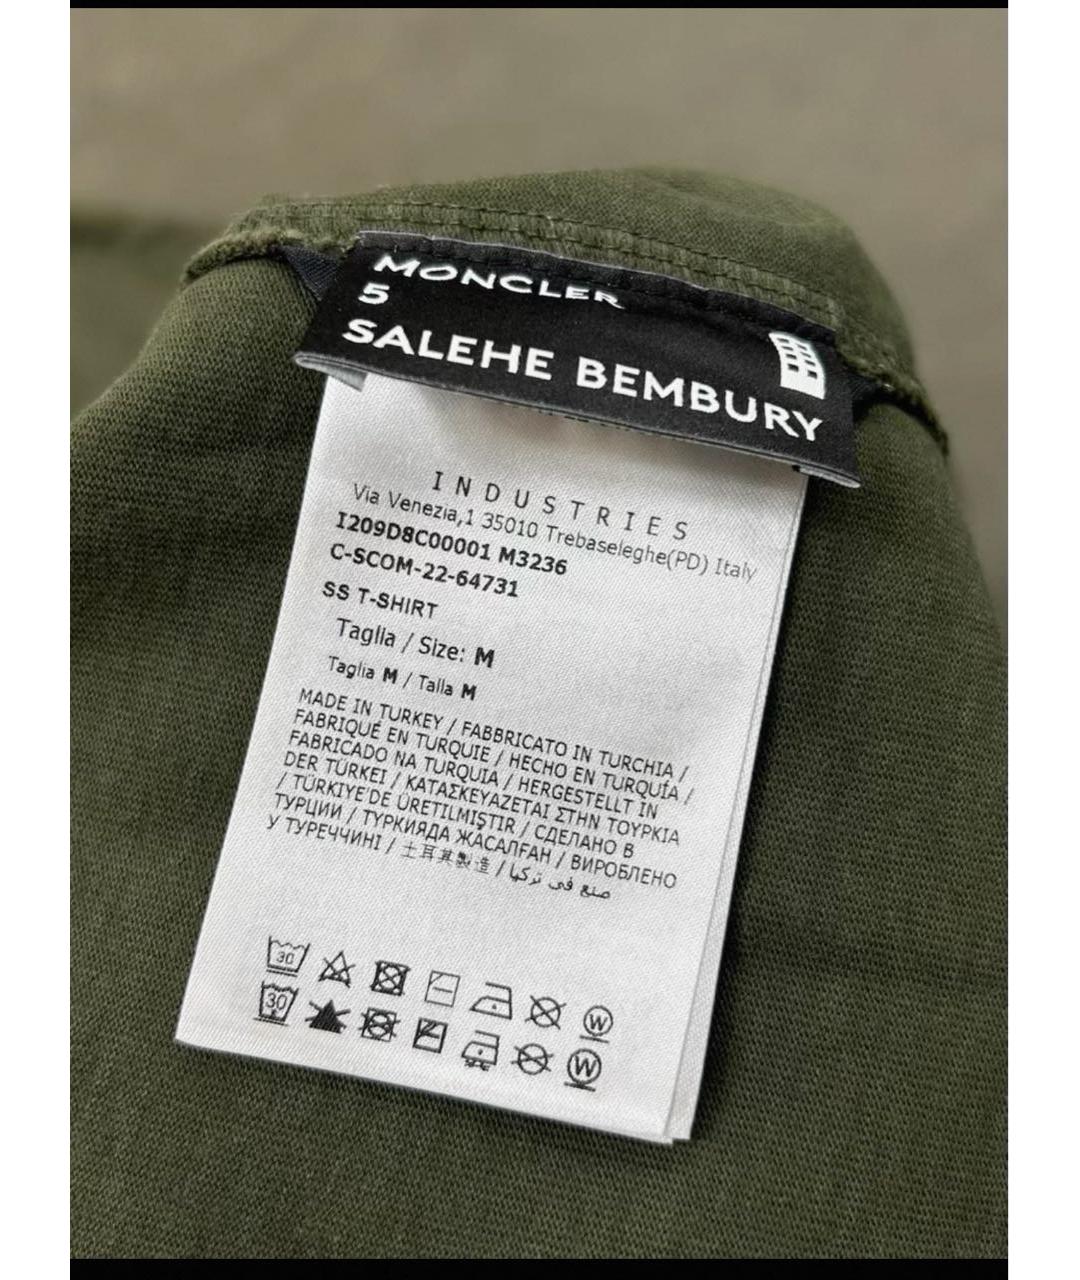 MONCLER
5
SALEHE BEMBURY
INDUSTRIES
Via Venezia,1 35010 Trebaseleghe(PD) Italy
I209D8C00001 M3236
C-SCOM-22-64731
SS T-SHIRT
Taglia / Size: M
Taglia M / Talla M
MADE IN TURKEY / FABBRICATO IN TURCHIA /
FABRIQUÉ EN TURQUIE / HECHO EN TURQUÍA /
FABRICADO NA TURQUIA / HERGESTELLT IN
DER TÜRKEI / ΚΑΤΑΣΚΕΥΑΖΕΤΑΙ ΣΤΗΝ ΤΟΥΡΚΙΑ
/ TÜRKIYE'DE ÜRETILMIŞTIR / СДЕЛАНО В
ТУРЦИИ / ТҮРКИЯДА ЖАСАЛҒАН / ВИРОБЛЕНО
У ТУРЕЧЧИНІ / 土耳其製造 / صنع في تركيا
30 W
30 W